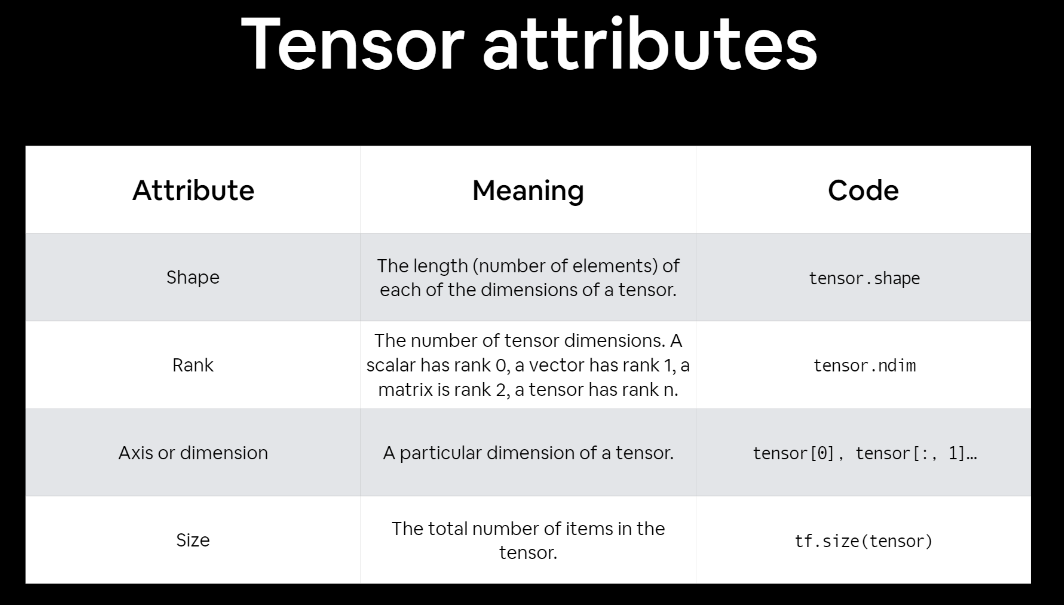 Tensor attributes
Attribute
Meaning
Code
Shape
The length (number of elements) of
each of the dimensions of a tensor.
tensor.shape
Rank
The number of tensor dimensions. A
scalar has rank 0, a vector has rank 1, a
matrix is rank 2, a tensor has rank n.
tensor.ndim
Axis or dimension
A particular dimension of a tensor.
tensor[0], tensor[:, 1]…
Size
The total number of items in the
tensor.
tf.size(tensor)